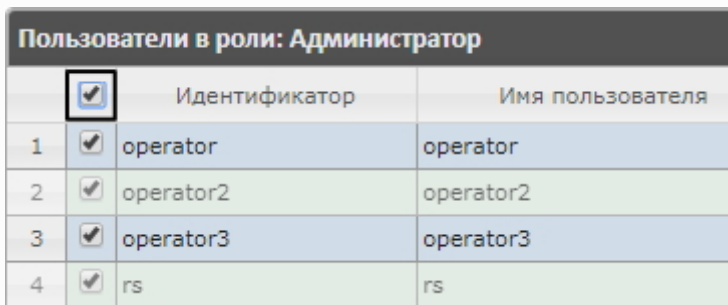 Пользователи в роли: Администратор
Идентификатор Имя пользователя
1 operator operator
2 operator2 operator2
3 operator3 operator3
4 rs rs